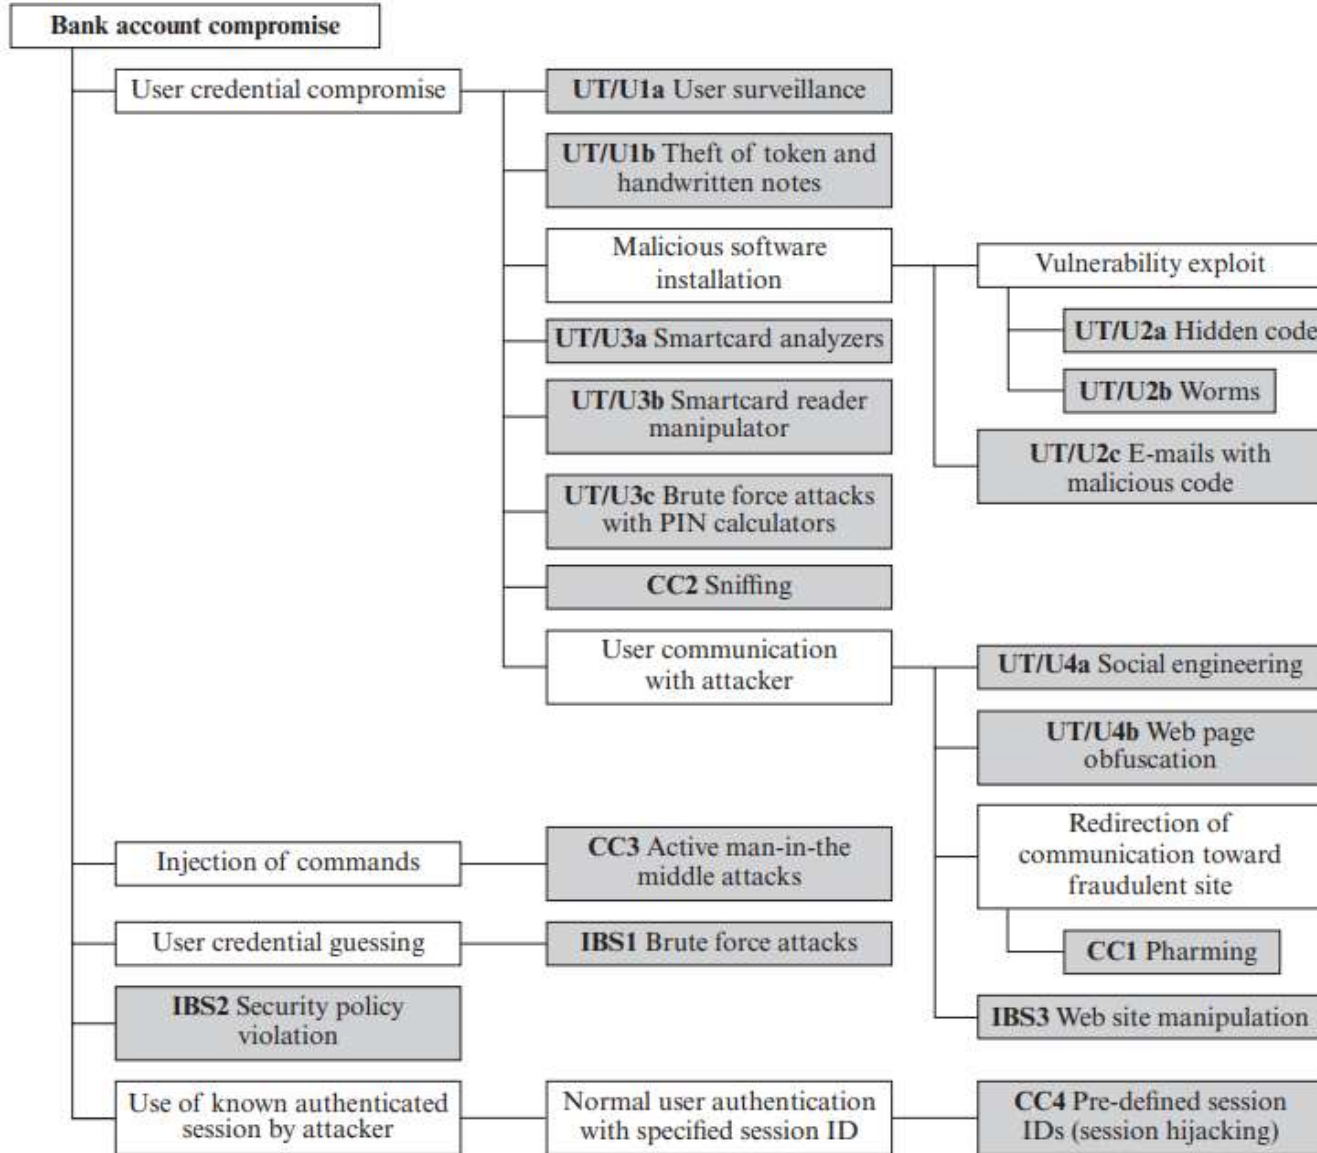 Bank account compromise
User credential compromise
UT/U1a User surveillance
UT/U1b Theft of token and
handwritten notes
Malicious software
installation
Vulnerability exploit
UT/U2a Hidden code
UT/U2b Worms
UT/U2c E-mails with
malicious code
UT/U3a Smartcard analyzers
UT/U3b Smartcard reader
manipulator
UT/U3c Brute force attacks
with PIN calculators
CC2 Sniffing
User communication
with attacker
UT/U4a Social engineering
UT/U4b Web page
obfuscation
Redirection of
communication toward
fraudulent site
CC1 Pharming
IBS3 Web site manipulation
Injection of commands
CC3 Active man-in-the
middle attacks
User credential guessing
IBS1 Brute force attacks
IBS2 Security policy
violation
Use of known authenticated
session by attacker
Normal user authentication
with specified session ID
CC4 Pre-defined session
IDs (session hijacking)